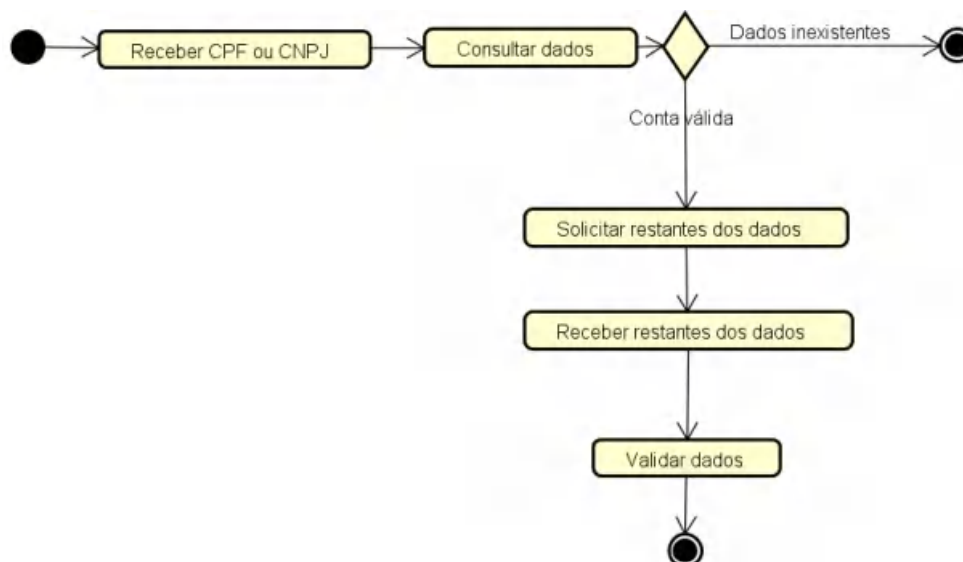 Receber CPF ou CNPJ
Consultar dados
Dados inexistentes
Conta válida
Solicitar restantes dos dados
Receber restantes dos dados
Validar dados